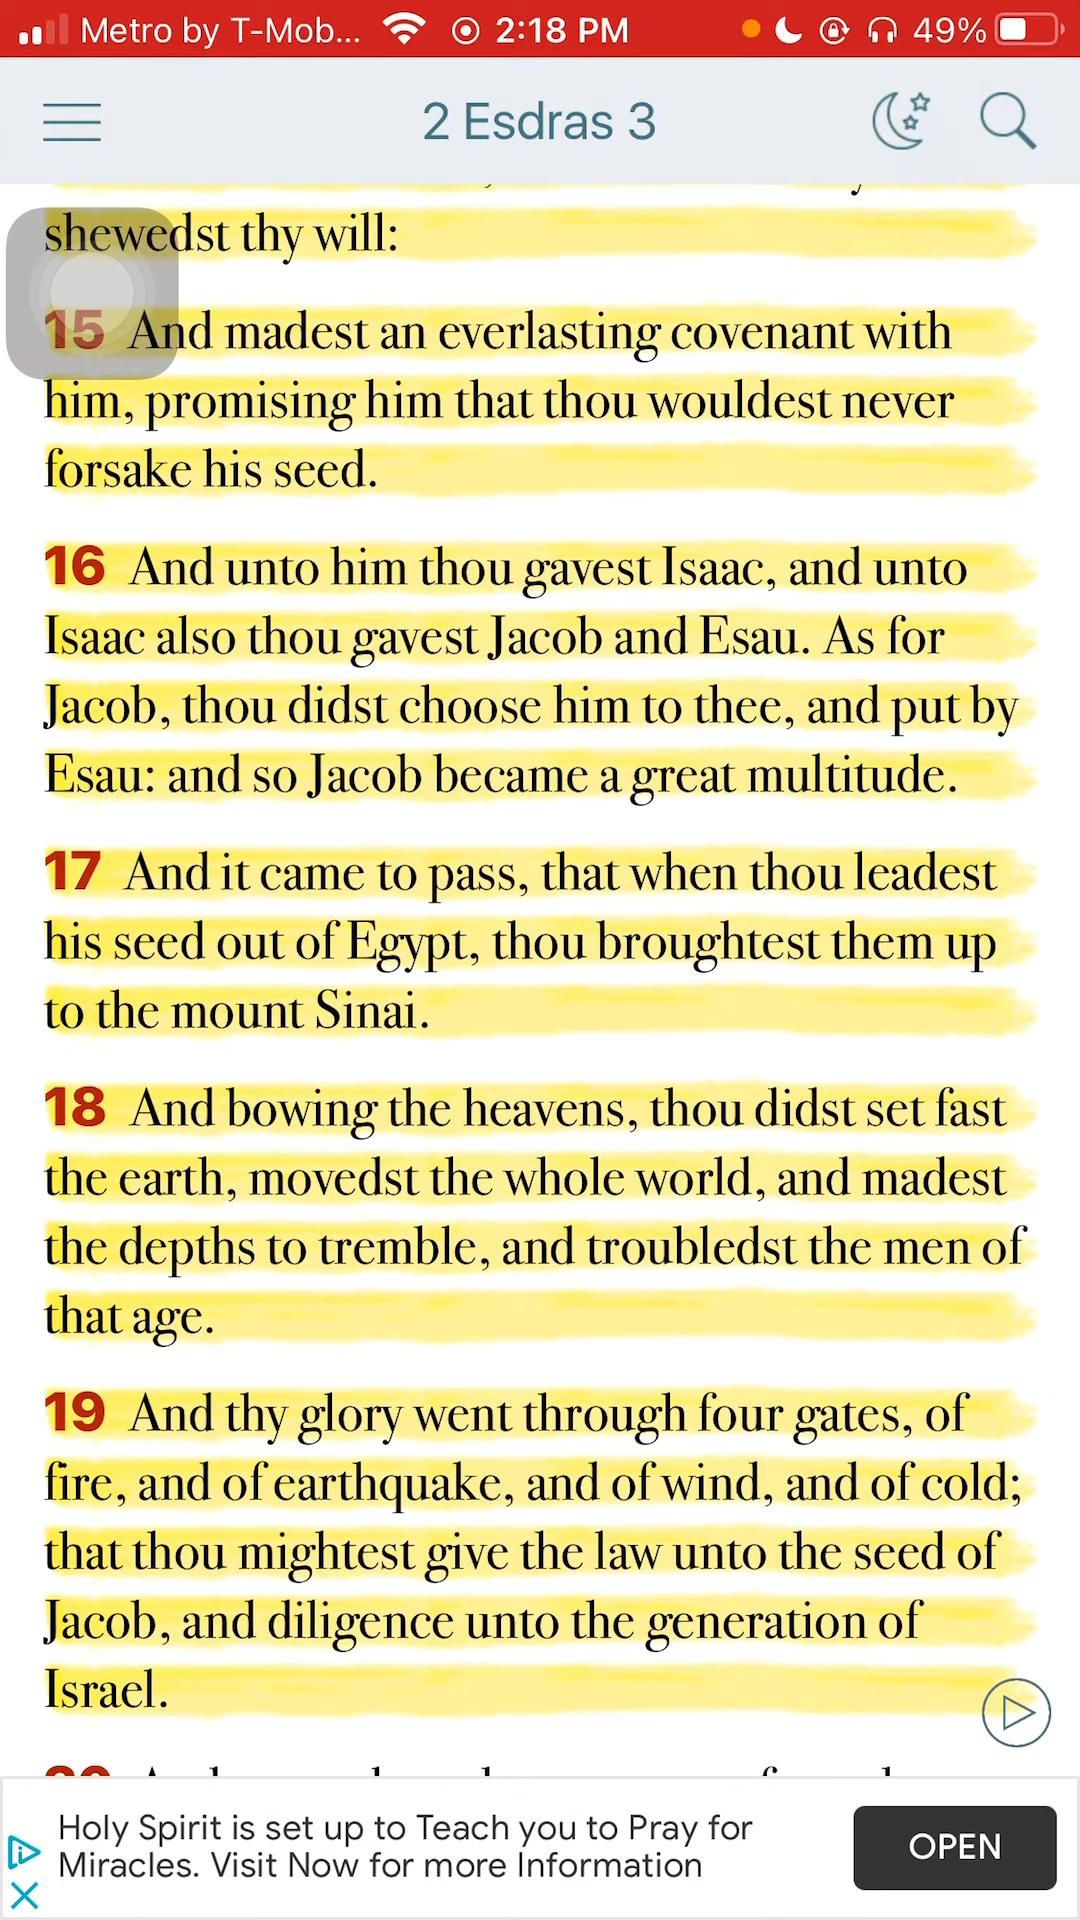 Metro by T-Mob... 2:18 PM 49%
2 Esdras 3
shewedst thy will:
15 And madest an everlasting covenant with
him, promising him that thou wouldest never
forsake his seed.
16 And unto him thou gavest Isaac, and unto
Isaac also thou gavest Jacob and Esau. As for
Jacob, thou didst choose him to thee, and put by
Esau: and so Jacob became a great multitude.
17 And it came to pass, that when thou leadest
his seed out of Egypt, thou broughtest them up
to the mount Sinai.
18 And bowing the heavens, thou didst set fast
the earth, movedst the whole world, and madest
the depths to tremble, and troubledst the men of
that age.
19 And thy glory went through four gates, of
fire, and of earthquake, and of wind, and of cold;
that thou mightest give the law unto the seed of
Jacob, and diligence unto the generation of
Israel.
Holy Spirit is set up to Teach you to Pray for
Miracles. Visit Now for more Information
OPEN